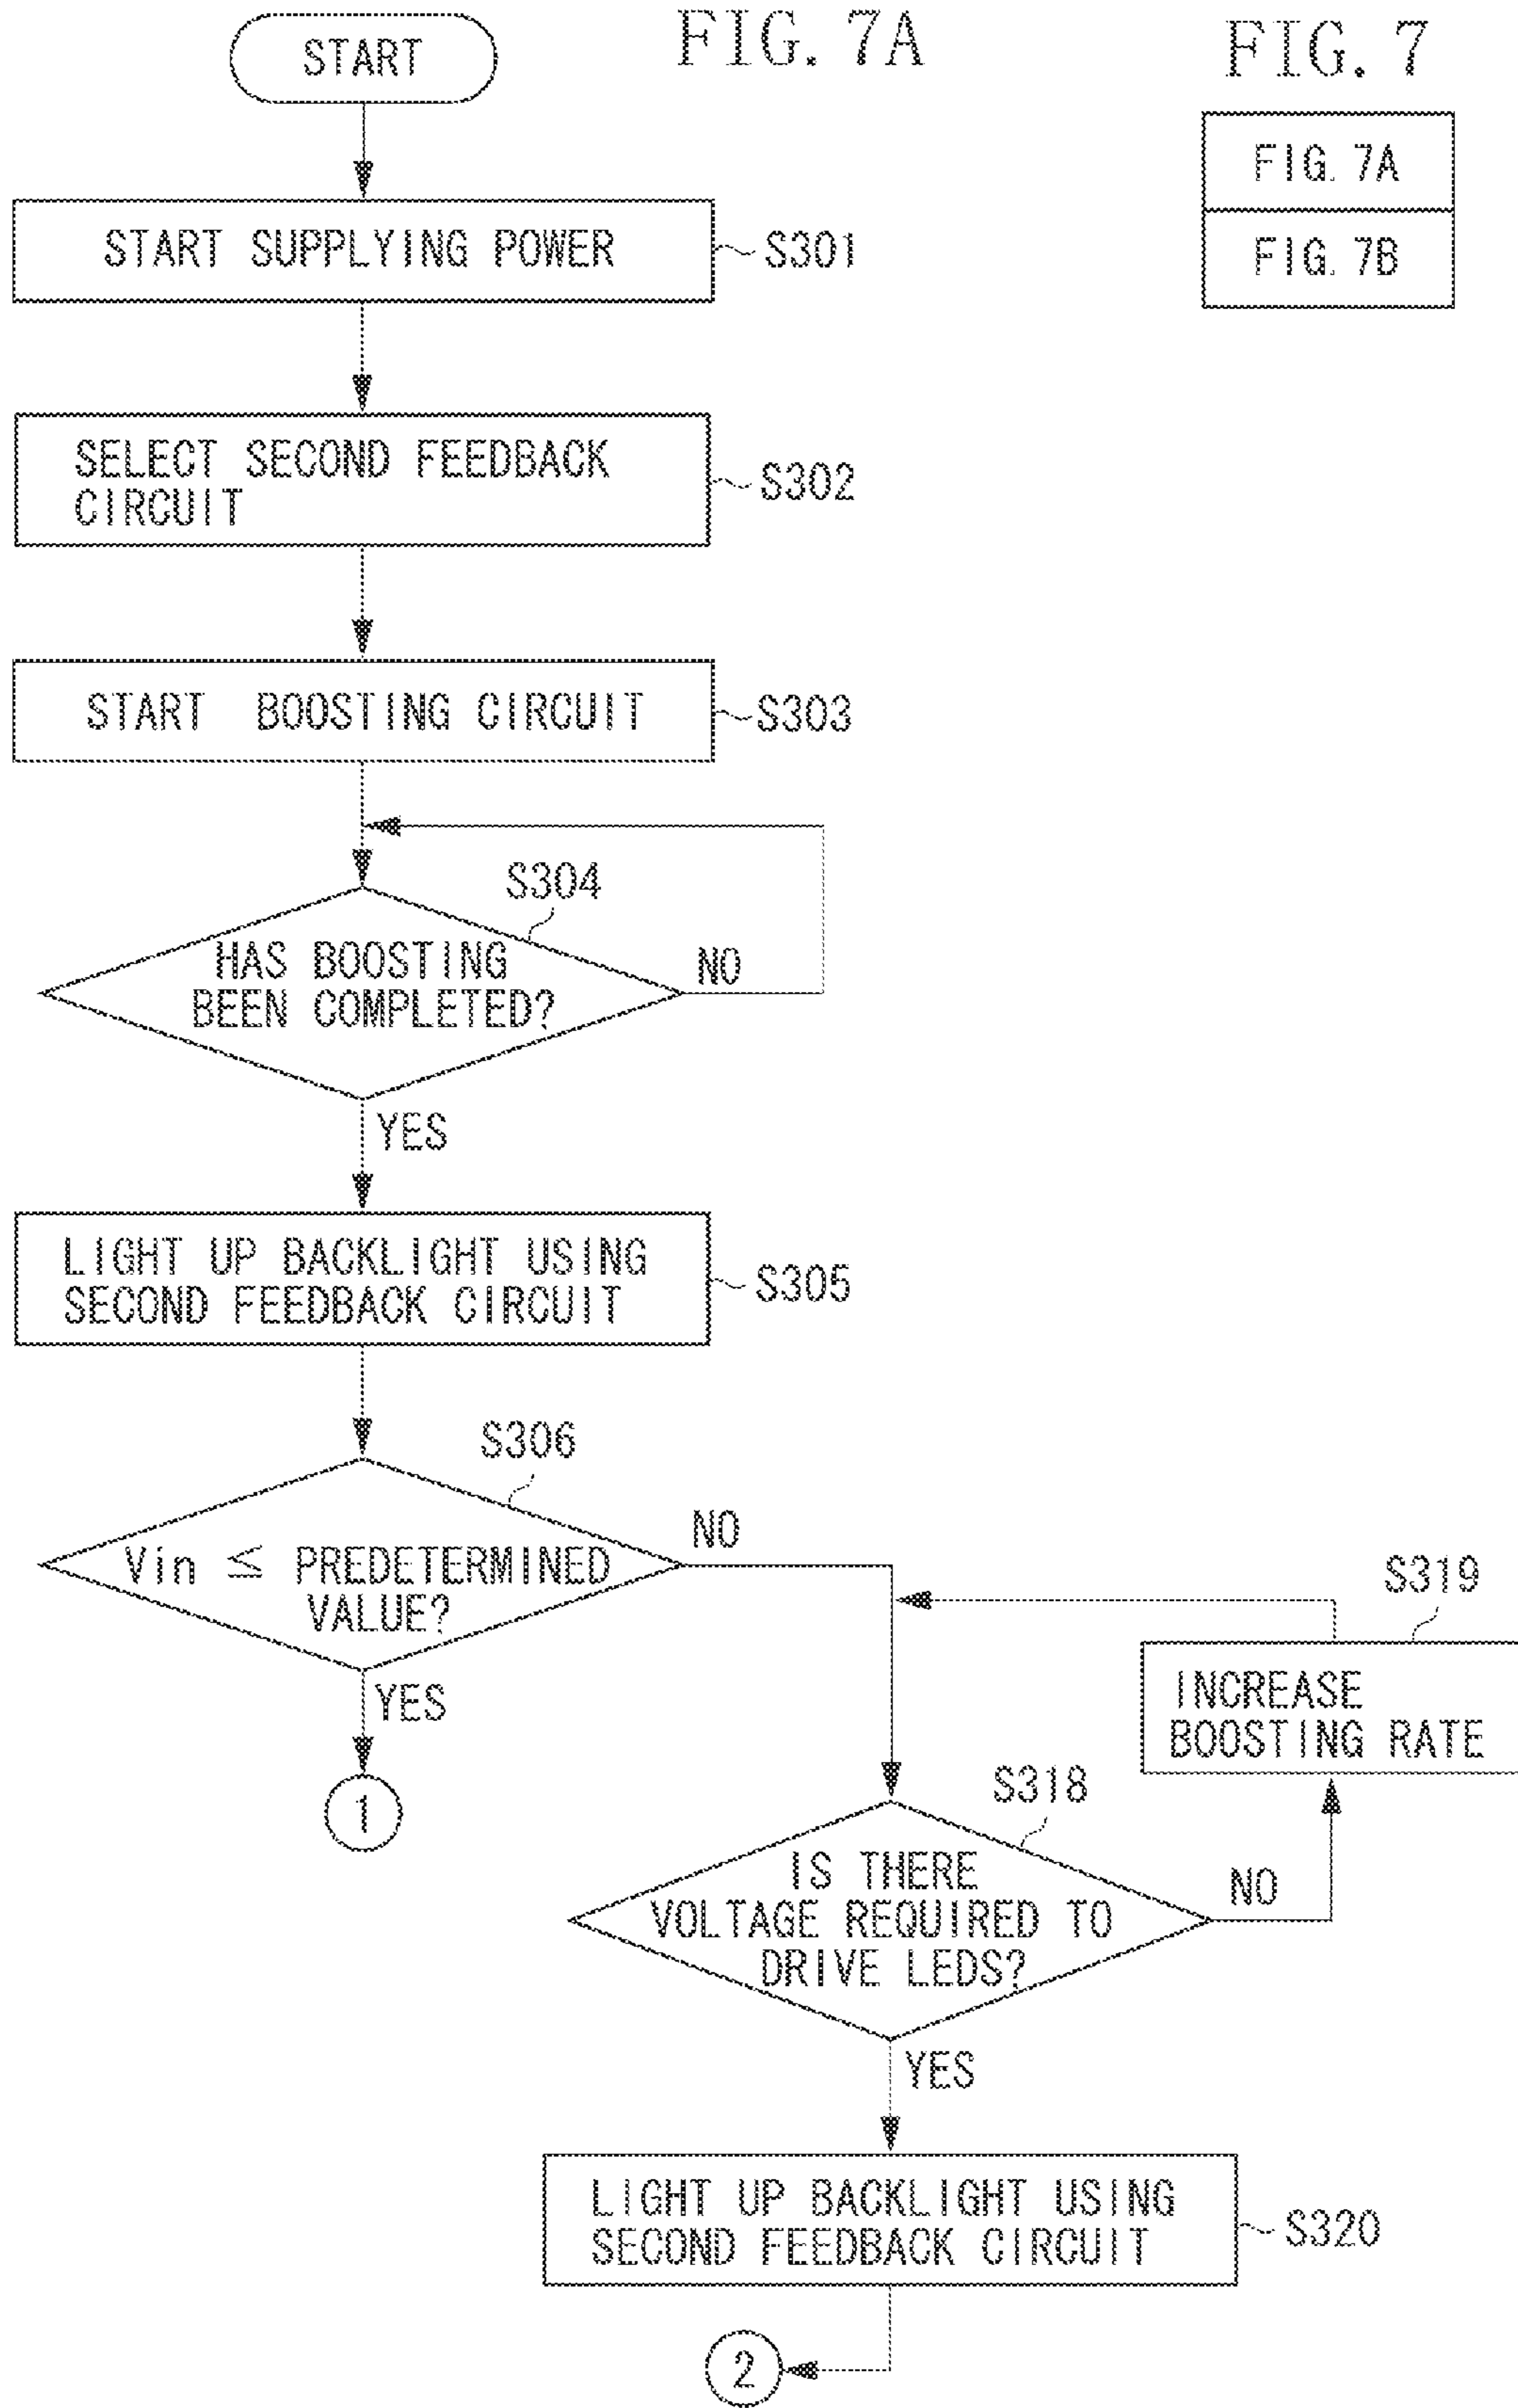 FIG. 7A
FIG. 7
FIG. 7A
FIG. 7B
START
START SUPPLYING POWER
S301
SELECT SECOND FEEDBACK
CIRCUIT
S302
START BOOSTING CIRCUIT
S303
S304
HAS BOOSTING
BEEN COMPLETED?
NO
YES
LIGHT UP BACKLIGHT USING
SECOND FEEDBACK CIRCUIT
S305
S306
Vin ≤ PREDETERMINED
VALUE?
NO
YES
1
S319
INCREASE
BOOSTING RATE
S318
IS THERE
VOLTAGE REQUIRED TO
DRIVE LEDS?
NO
YES
LIGHT UP BACKLIGHT USING
SECOND FEEDBACK CIRCUIT
S320
2